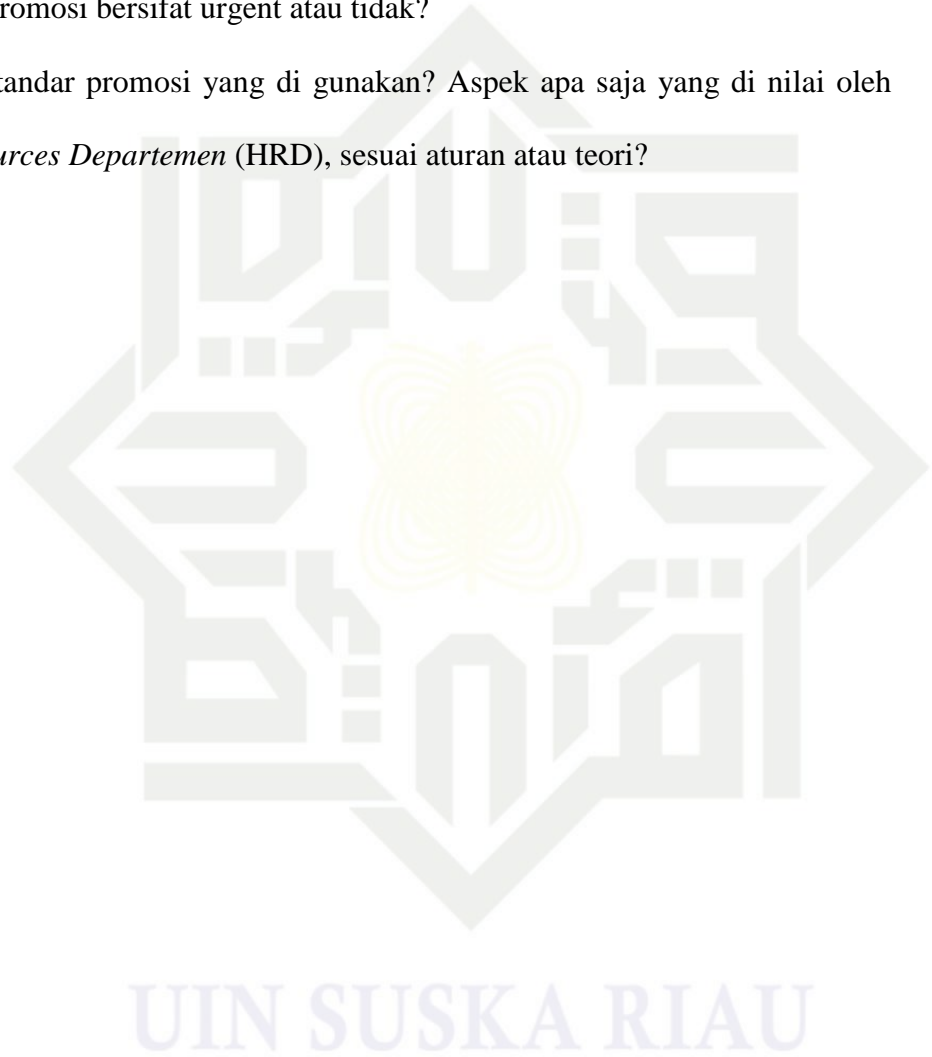 romosi bersifat urgent atau tidak?
tandar promosi yang di gunakan? Aspek apa saja yang di nilai oleh
urces Departemen (HRD), sesuai aturan atau teori?
UIN SUSKA RIAU